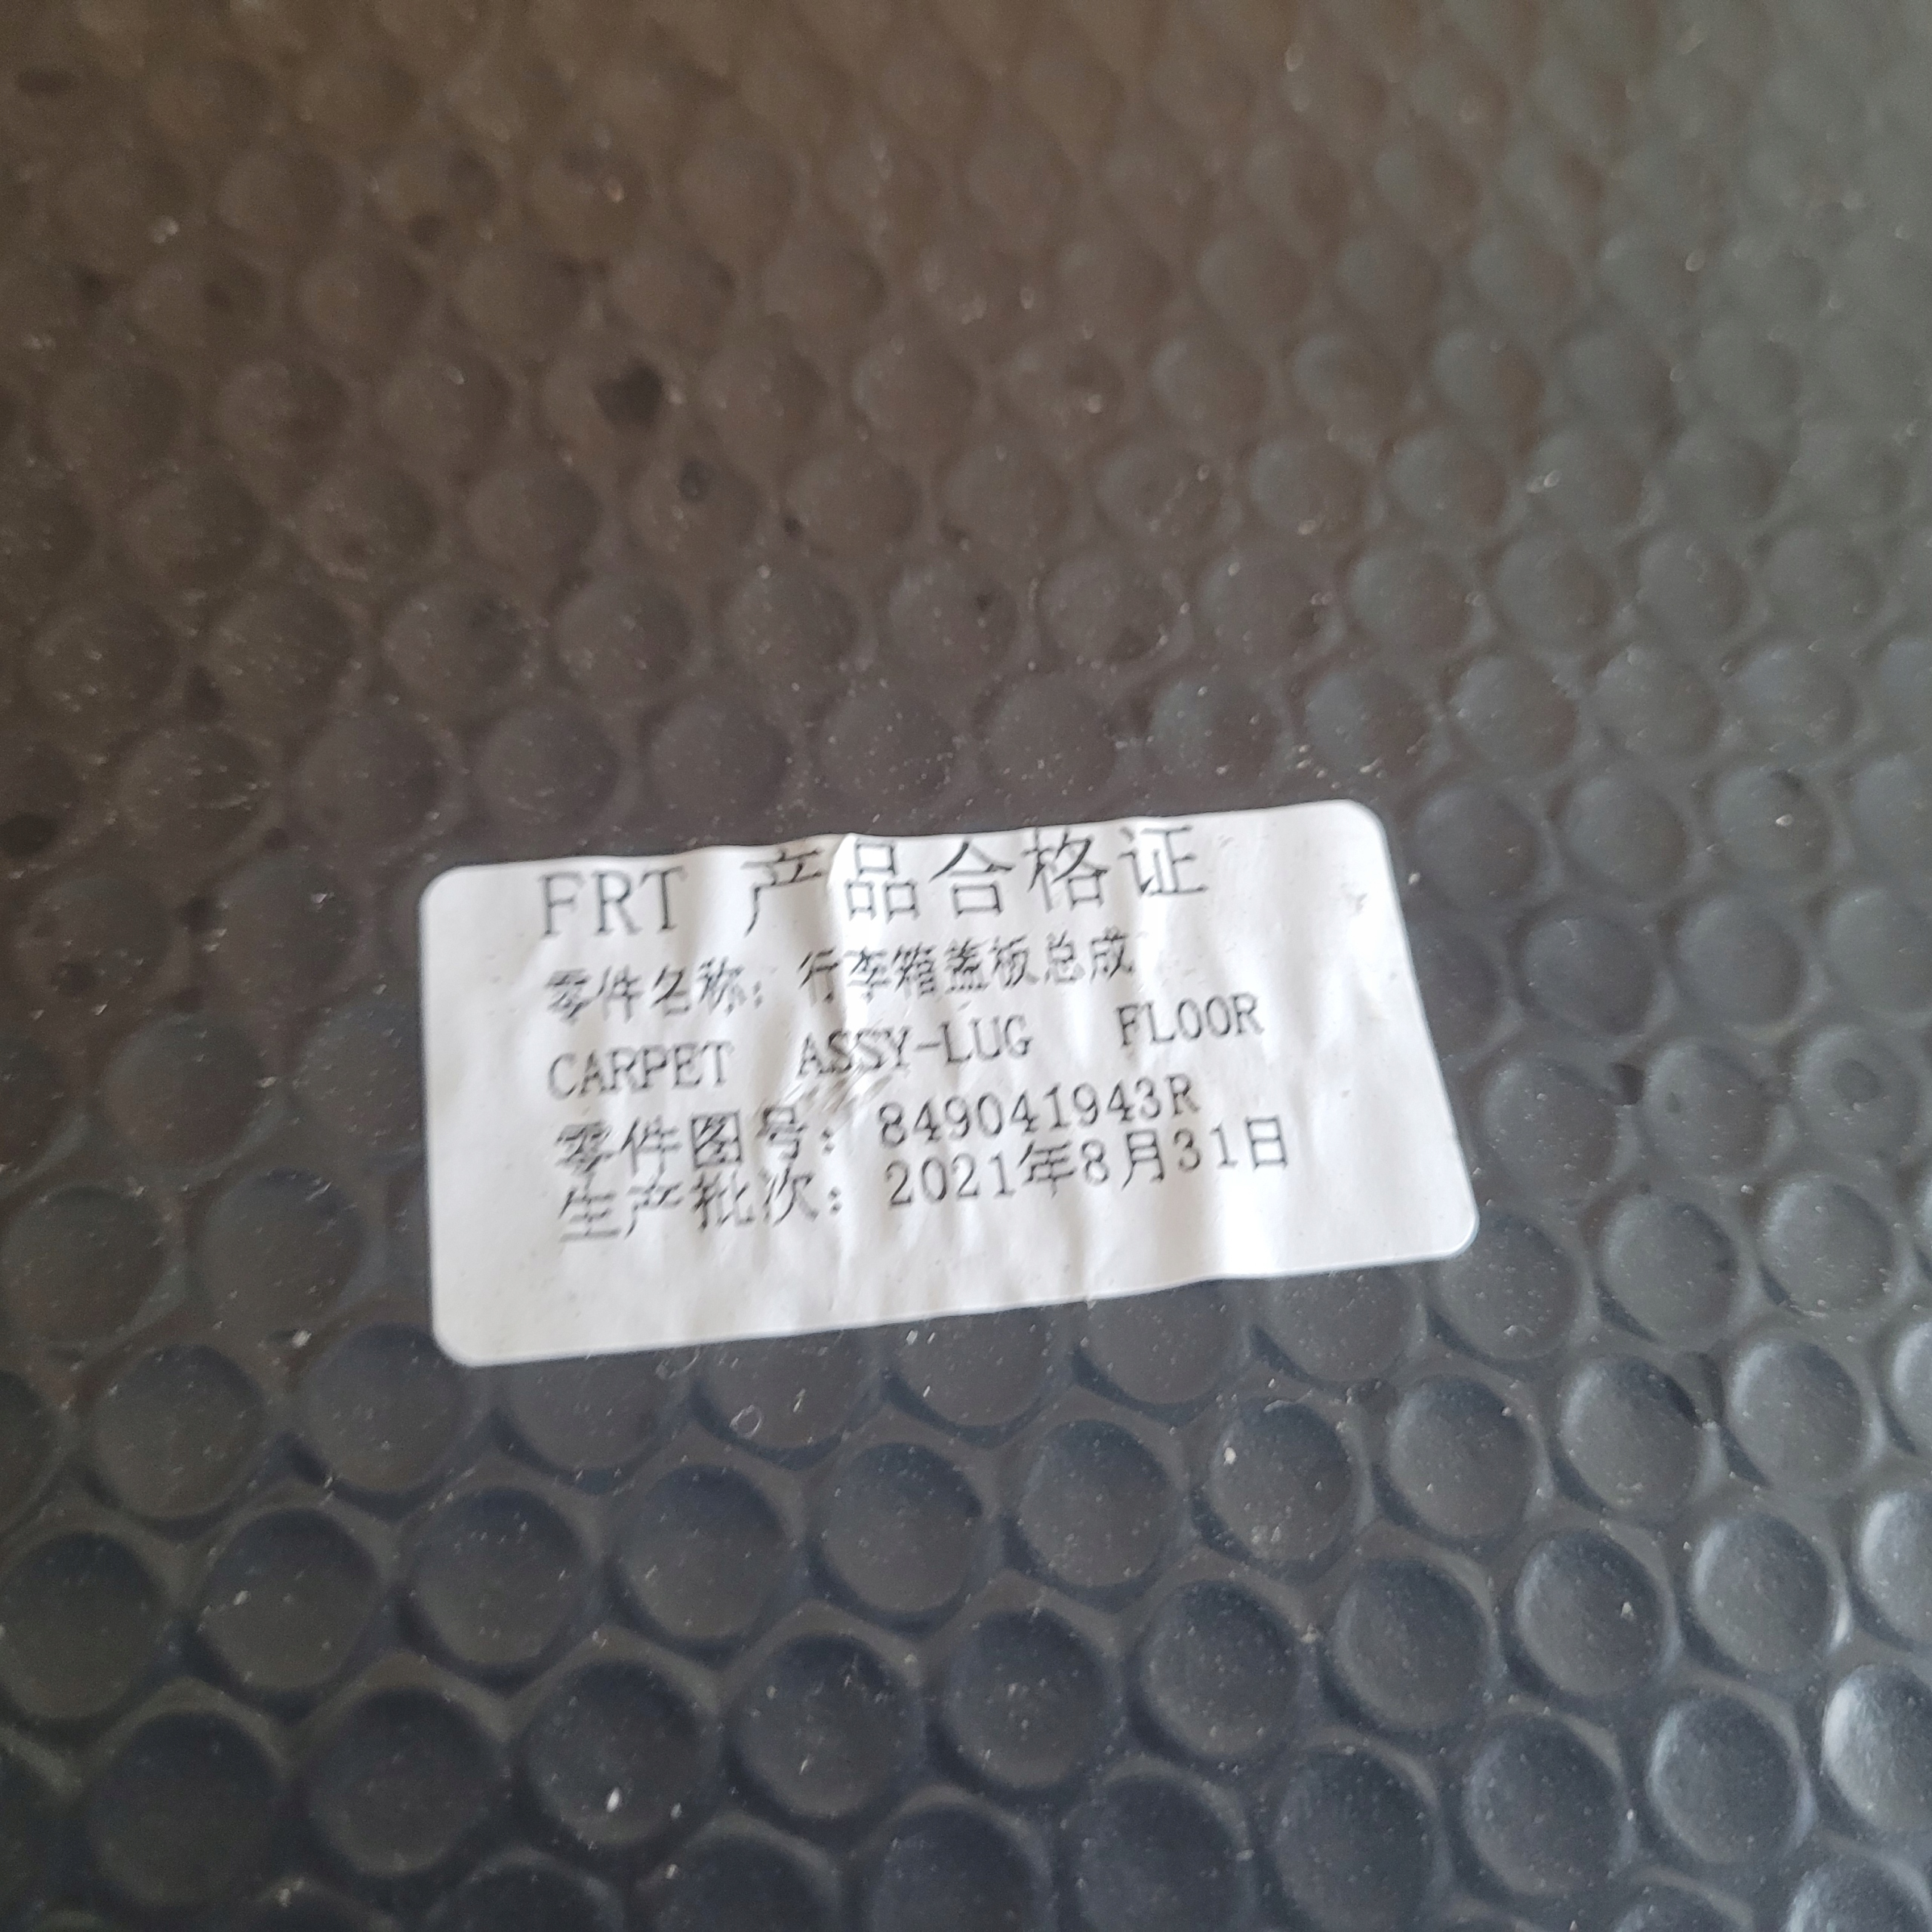 FRT 产品合格证
零件名称：行李箱盖板总成
CARPET ASSY-LUG FLOOR
零件图号：849041943R
生产批次：2021年8月31日